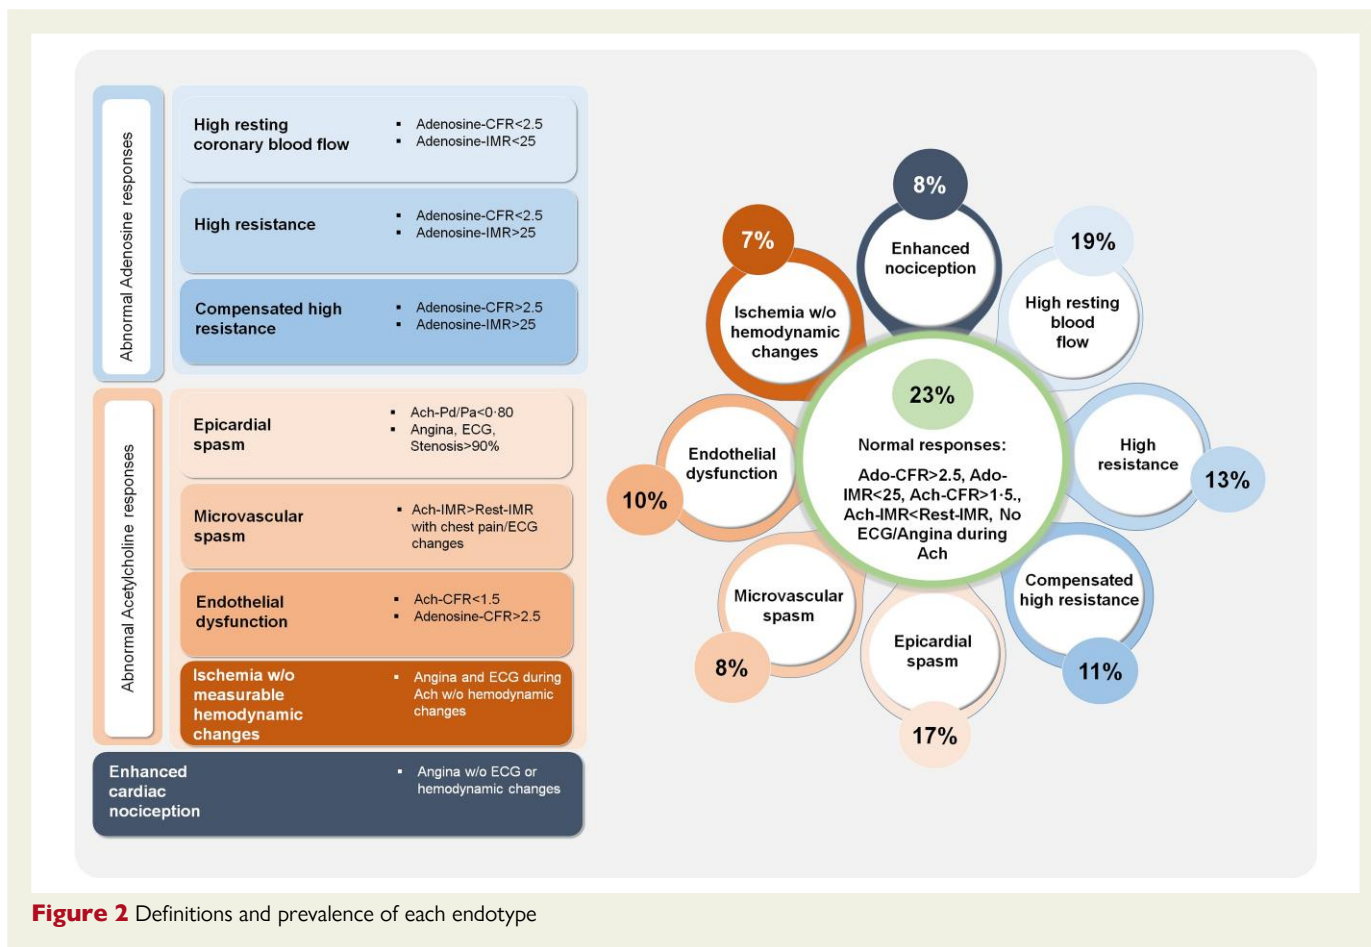 Abnormal Adenosine responses
High resting
coronary blood flow
▪ Adenosine-CFR<2.5
▪ Adenosine-IMR<25
High resistance
▪ Adenosine-CFR<2.5
▪ Adenosine-IMR>25
Compensated high
resistance
▪ Adenosine-CFR>2.5
▪ Adenosine-IMR>25
Abnormal Acetylcholine responses
Epicardial
spasm
▪ Ach-Pd/Pa<0·80
▪ Angina, ECG,
Stenosis>90%
Microvascular
spasm
▪ Ach-IMR>Rest-IMR
with chest pain/ECG
changes
Endothelial
dysfunction
▪ Ach-CFR<1.5
▪ Adenosine-CFR>2.5
Ischemia w/o
measurable
hemodynamic
changes
▪ Angina and ECG during
Ach w/o hemodynamic
changes
Enhanced
cardiac
nociception
▪ Angina w/o ECG or
hemodynamic changes
8%
Enhanced
nociception
19%
High resting
blood
flow
High
resistance
13%
Compensated
high resistance
11%
Epicardial
spasm
17%
Microvascular
spasm
8%
Endothelial
dysfunction
10%
7%
Ischemia w/o
hemodynamic
changes
23%
Normal responses:
Ado-CFR>2.5, Ado-
IMR<25, Ach-CFR>1·5.,
Ach-IMR<Rest-IMR, No
ECG/Angina during
Ach
Figure 2 Definitions and prevalence of each endotype